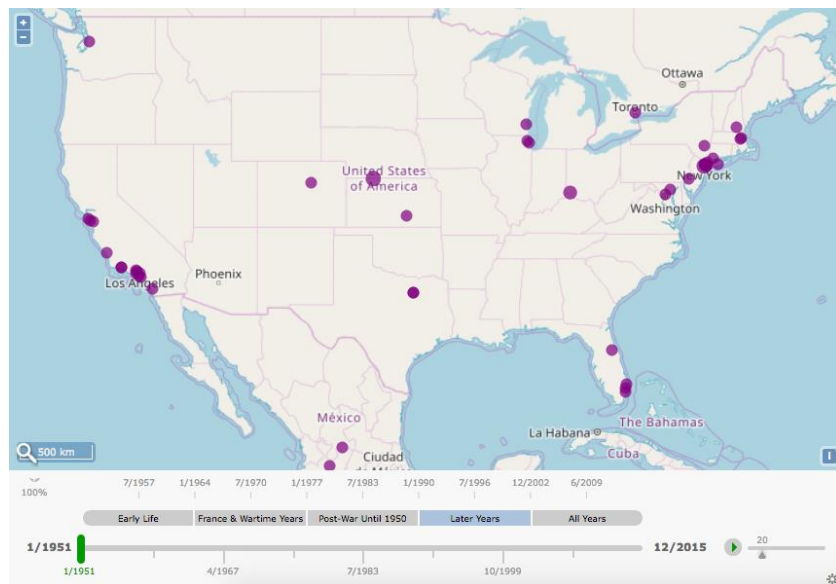 +
−
Ottawa
Toronto
United States
of America
New York
Washington
Phoenix
Los Angeles
México
La Habana
The Bahamas
Cuba
Ciudad
de México
500 km
100%
7/1957 1/1964 7/1970 1/1977 7/1983 1/1990 7/1996 12/2002 6/2009
Early Life France & Wartime Years Post-War Until 1950 Later Years All Years
1/1951 12/2015 20
1/1951 4/1967 7/1983 10/1999